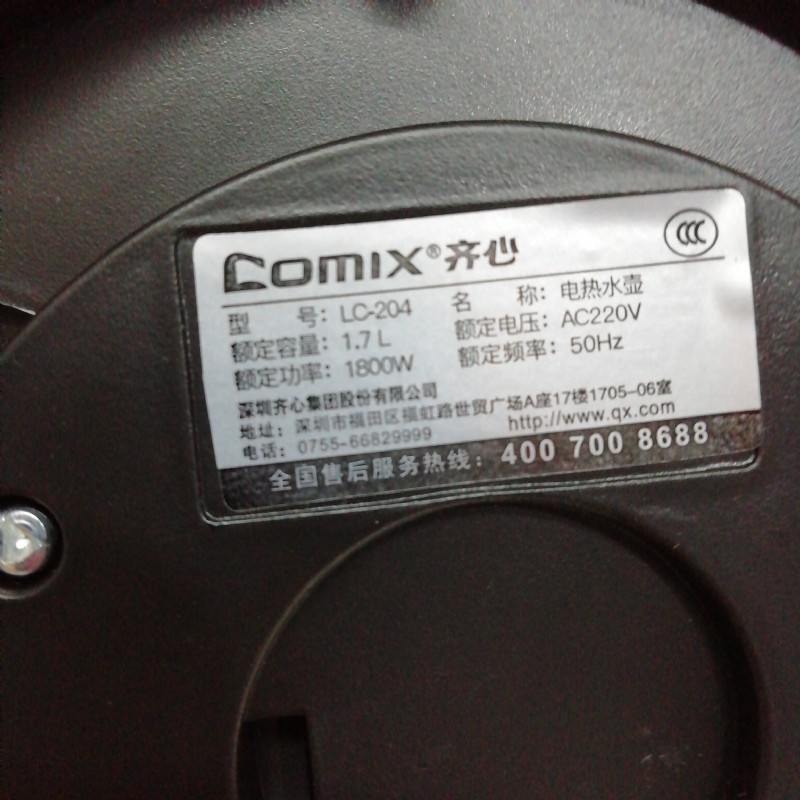 COMIX®齐心
型 号：LC-204 名 称：电热水壶
额定容量：1.7 L 额定电压：AC220V
额定功率：1800W 额定频率：50Hz
深圳齐心集团股份有限公司
地址：深圳市福田区福虹路世贸广场A座17楼1705-06室
电话：0755-66829999 http://www.qx.com
全国售后服务热线：400 700 8688